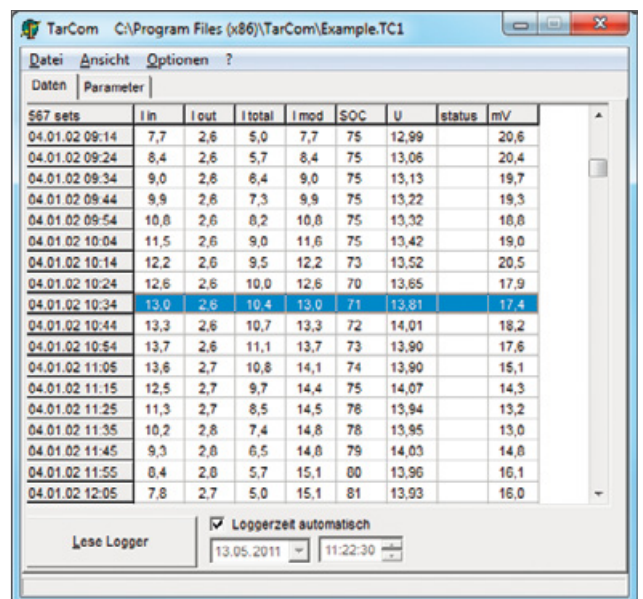 TarCom C:\Program Files (x86)\TarCom\Example.TC1
Datei Ansicht Optionen ?
Daten Parameter
567 sets I in I out I total I mod SOC U status mV
04.01.02 09:14 7,7 2,6 5,0 7,7 75 12,99 20,6
04.01.02 09:24 8,4 2,6 5,7 8,4 75 13,06 20,4
04.01.02 09:34 9,0 2,6 6,4 9,0 75 13,13 19,7
04.01.02 09:44 9,9 2,6 7,3 9,9 75 13,22 19,3
04.01.02 09:54 10,8 2,6 8,2 10,8 75 13,32 18,8
04.01.02 10:04 11,5 2,6 9,0 11,6 75 13,42 19,0
04.01.02 10:14 12,2 2,6 9,5 12,2 73 13,52 20,5
04.01.02 10:24 12,6 2,6 10,0 12,6 70 13,65 17,9
04.01.02 10:34 13,0 2,6 10,4 13,0 71 13,81 17,4
04.01.02 10:44 13,3 2,6 10,7 13,3 72 14,01 18,2
04.01.02 10:54 13,7 2,6 11,1 13,7 73 13,90 17,6
04.01.02 11:05 13,6 2,7 10,8 14,1 74 13,90 15,1
04.01.02 11:15 12,5 2,7 9,7 14,4 75 14,07 14,3
04.01.02 11:25 11,3 2,7 8,5 14,5 76 13,94 13,2
04.01.02 11:35 10,2 2,8 7,4 14,8 78 13,95 13,0
04.01.02 11:45 9,3 2,8 6,5 14,8 79 14,03 14,8
04.01.02 11:55 8,4 2,8 5,7 15,1 80 13,96 16,1
04.01.02 12:05 7,8 2,7 5,0 15,1 81 13,93 16,0
Lese Logger
Loggerzeit automatisch
13.05.2011 11:22:30